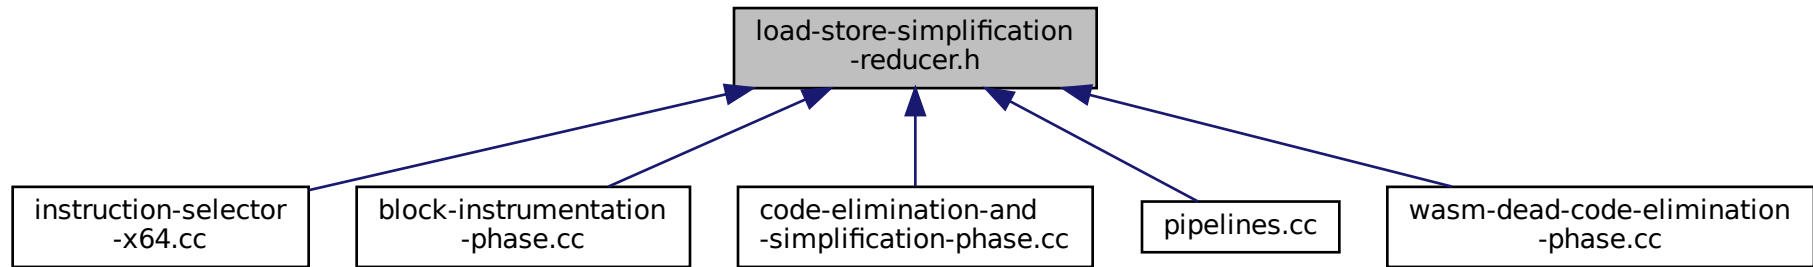 load-store-simplification
-reducer.h
instruction-selector
-x64.cc
block-instrumentation
-phase.cc
code-elimination-and
-simplification-phase.cc
pipelines.cc
wasm-dead-code-elimination
-phase.cc